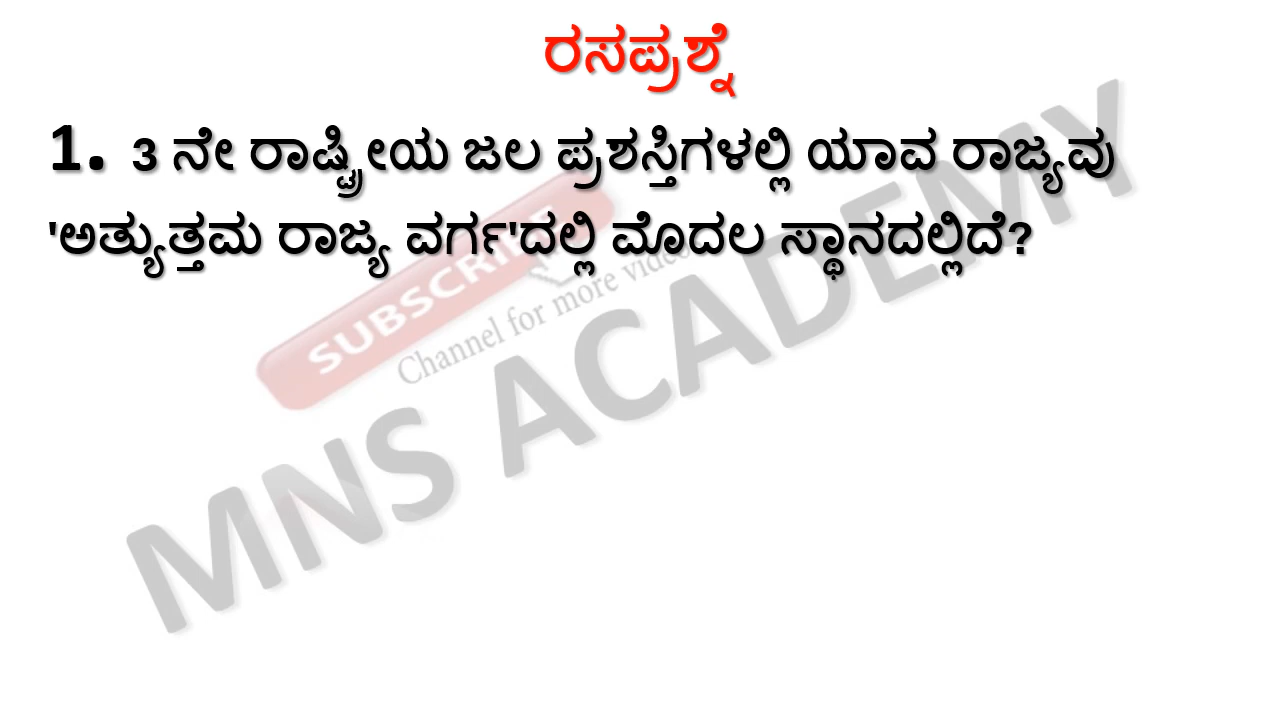 ರಸಪ್ರಶ್ನೆ
1. 3 ನೇ ರಾಷ್ಟ್ರೀಯ ಜಲ ಪ್ರಶಸ್ತಿಗಳಲ್ಲಿ ಯಾವ ರಾಜ್ಯವು
'ಅತ್ಯುತ್ತಮ ರಾಜ್ಯ ವರ್ಗ'ದಲ್ಲಿ ಮೊದಲ ಸ್ಥಾನದಲ್ಲಿದೆ?
SUBSCRIBE
Channel for more videos
MNS ACADEMY